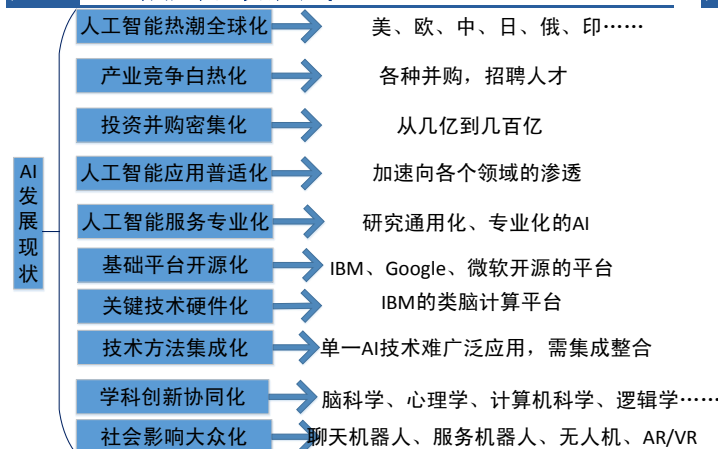 人工智能热潮全球化 美、欧、中、日、俄、印······
产业竞争白热化 各种并购，招聘人才
投资并购密集化 从几亿到几百亿
人工智能应用普适化 加速向各个领域的渗透
人工智能服务专业化 研究通用化、专业化的AI
基础平台开源化 IBM、Google、微软开源的平台
关键技术硬件化 IBM的类脑计算平台
技术方法集成化 单一AI技术难广泛应用，需集成整合
学科创新协同化 脑科学、心理学、计算机科学、逻辑学······
社会影响大众化 聊天机器人、服务机器人、无人机、AR/VR
AI
发
展
现
状